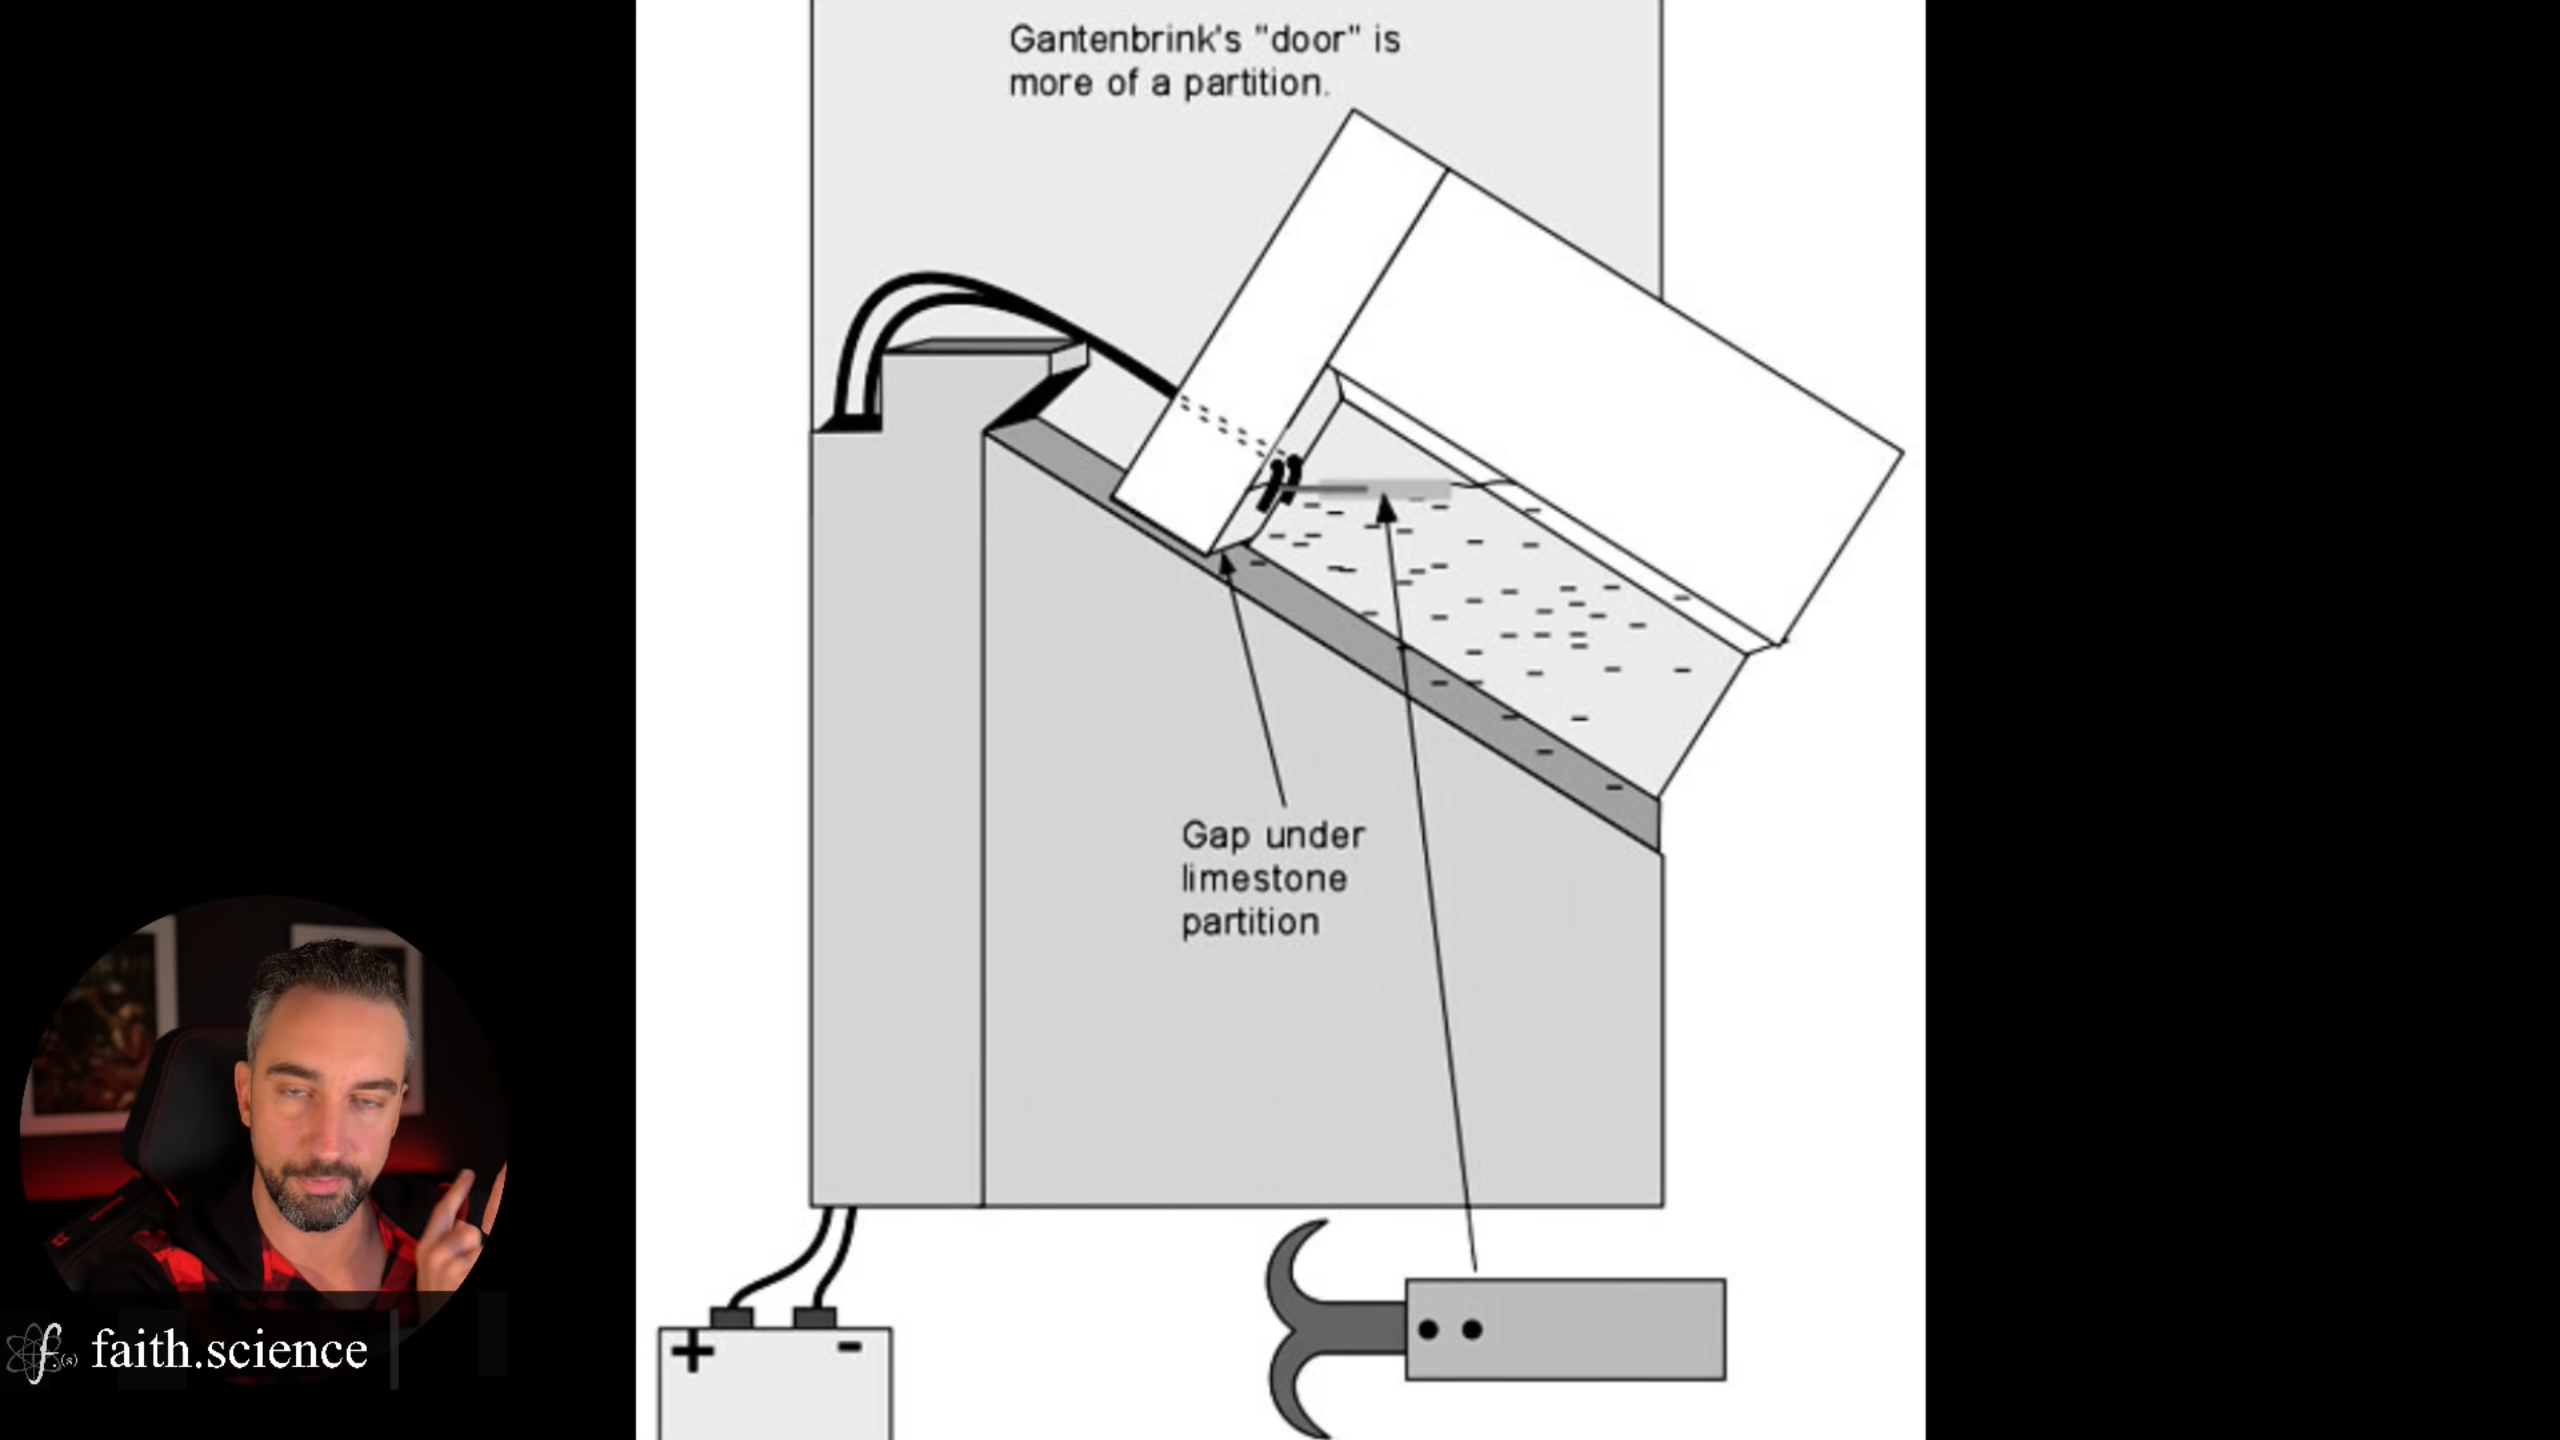 Gantenbrink's "door" is
more of a partition.
Gap under
limestone
partition
+ -
faith.science